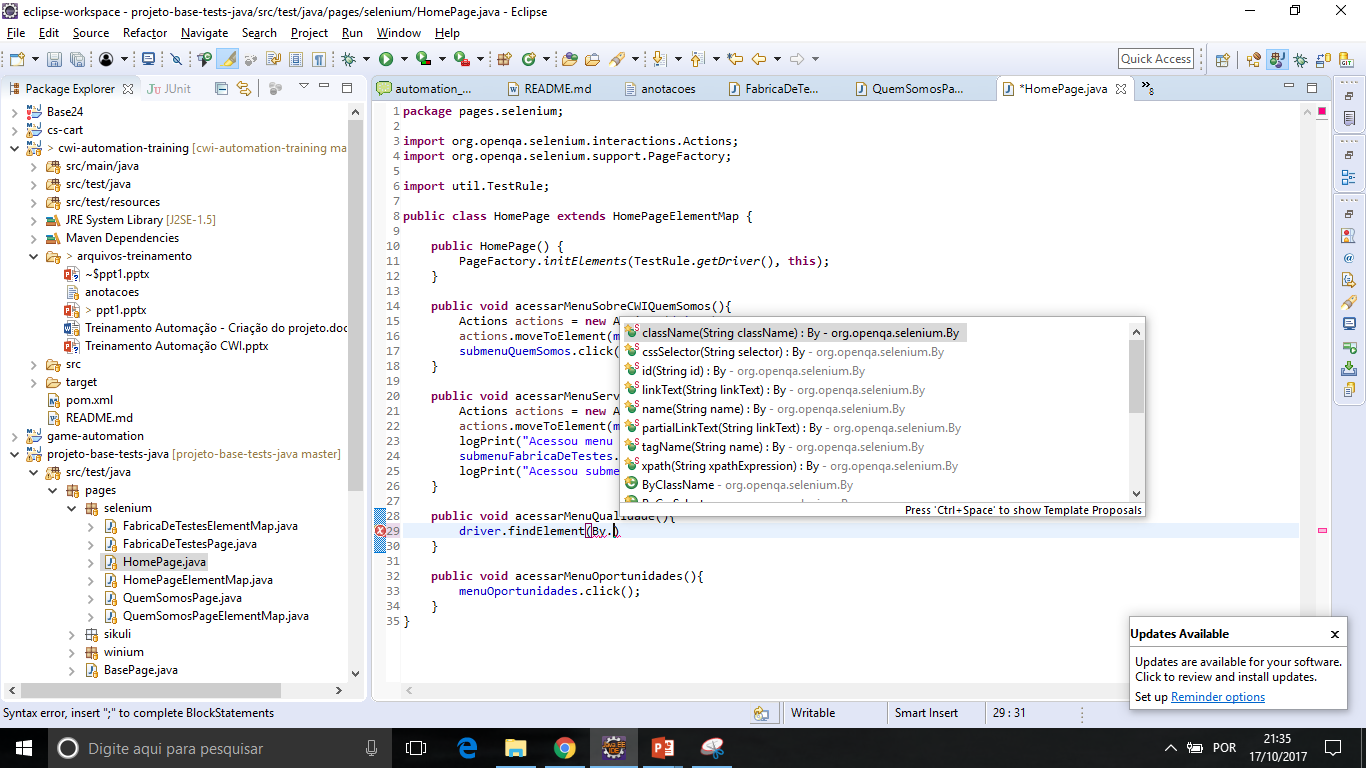 eclipse-workspace - projeto-base-tests-java/src/test/java/pages/selenium/HomePage.java - Eclipse
File Edit Source Refactor Navigate Search Project Run Window Help
Quick Access
Package Explorer JUnit
automation_... README.md anotacoes FabricaDeTe... QuemSomosPa... *HomePage.java »8
Base24
cs-cart
> cwi-automation-training [cwi-automation-training ma
src/main/java
src/test/java
src/test/resources
JRE System Library [J2SE-1.5]
Maven Dependencies
> arquivos-treinamento
~$ppt1.pptx
anotacoes
> ppt1.pptx
Treinamento Automação - Criação do projeto.doc
Treinamento Automação CWI.pptx
src
target
pom.xml
README.md
game-automation
projeto-base-tests-java [projeto-base-tests-java master]
src/test/java
pages
selenium
FabricaDeTestesElementMap.java
FabricaDeTestesPage.java
HomePage.java
HomePageElementMap.java
QuemSomosPage.java
QuemSomosPageElementMap.java
sikuli
winium
BasePage.java
1 package pages.selenium;
2
3 import org.openqa.selenium.interactions.Actions;
4 import org.openqa.selenium.support.PageFactory;
5
6 import util.TestRule;
7
8 public class HomePage extends HomePageElementMap {
9
10 public HomePage() {
11 PageFactory.initElements(TestRule.getDriver(), this);
12 }
13
14 public void acessarMenuSobreCWIQuemSomos(){
15 Actions actions = new A
16 actions.moveToElement(m
17 submenuQuemSomos.click(
18 }
19
20 public void acessarMenuServ
21 Actions actions = new A
22 actions.moveToElement(m
23 logPrint("Acessou menu
24 submenuFabricaDeTestes.
25 logPrint("Acessou subme
26 }
27
28 public void acessarMenuQualidade(){
29 driver.findElement(By.)
30 }
31
32 public void acessarMenuOportunidades(){
33 menuOportunidades.click();
34 }
35 }
className(String className) : By - org.openqa.selenium.By
cssSelector(String selector) : By - org.openqa.selenium.By
id(String id) : By - org.openqa.selenium.By
linkText(String linkText) : By - org.openqa.selenium.By
name(String name) : By - org.openqa.selenium.By
partialLinkText(String linkText) : By - org.openqa.selenium.By
tagName(String name) : By - org.openqa.selenium.By
xpath(String xpathExpression) : By - org.openqa.selenium.By
ByClassName - org.openqa.selenium.By
Press 'Ctrl+Space' to show Template Proposals
Updates Available x
Updates are available for your software.
Click to review and install updates.
Set up Reminder options
Syntax error, insert ";" to complete BlockStatements
Writable Smart Insert 29 : 31
Digite aqui para pesquisar
POR
21:35
17/10/2017